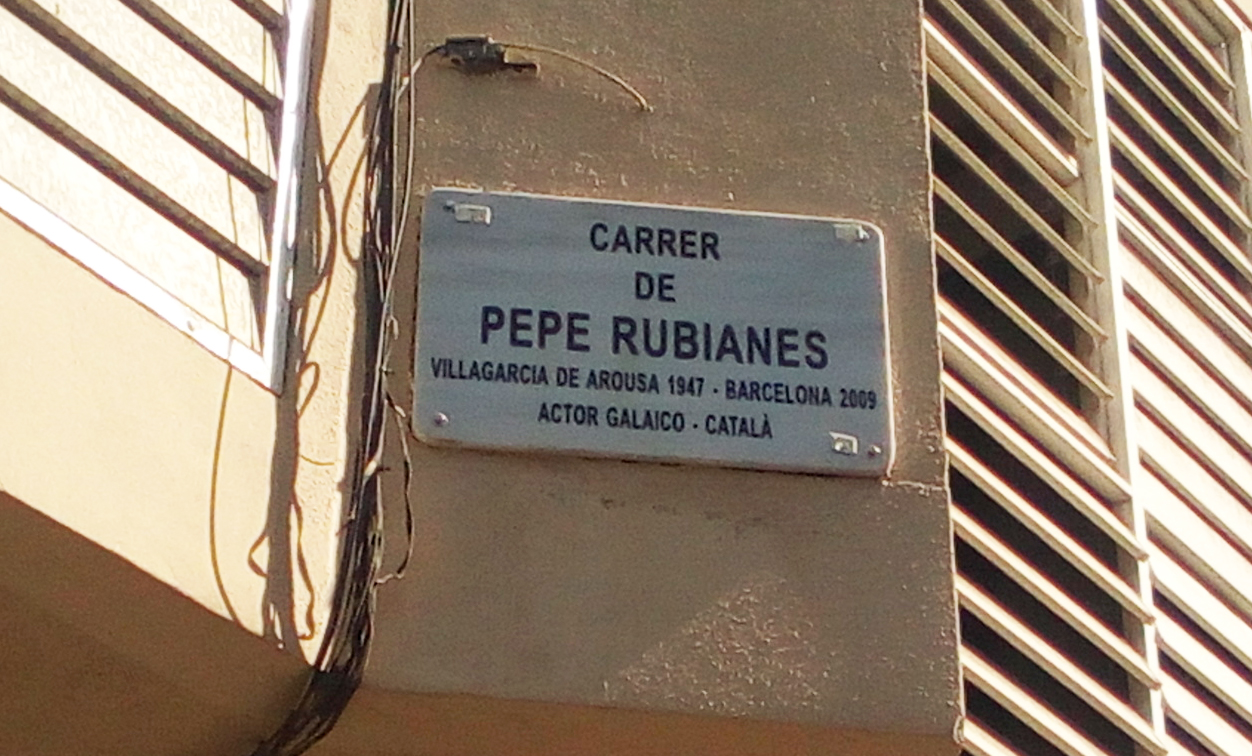 CARRER
DE
PEPE RUBIANES
VILLAGARCIA DE AROUSA 1947 - BARCELONA 2009
ACTOR GALAICO - CATALÀ